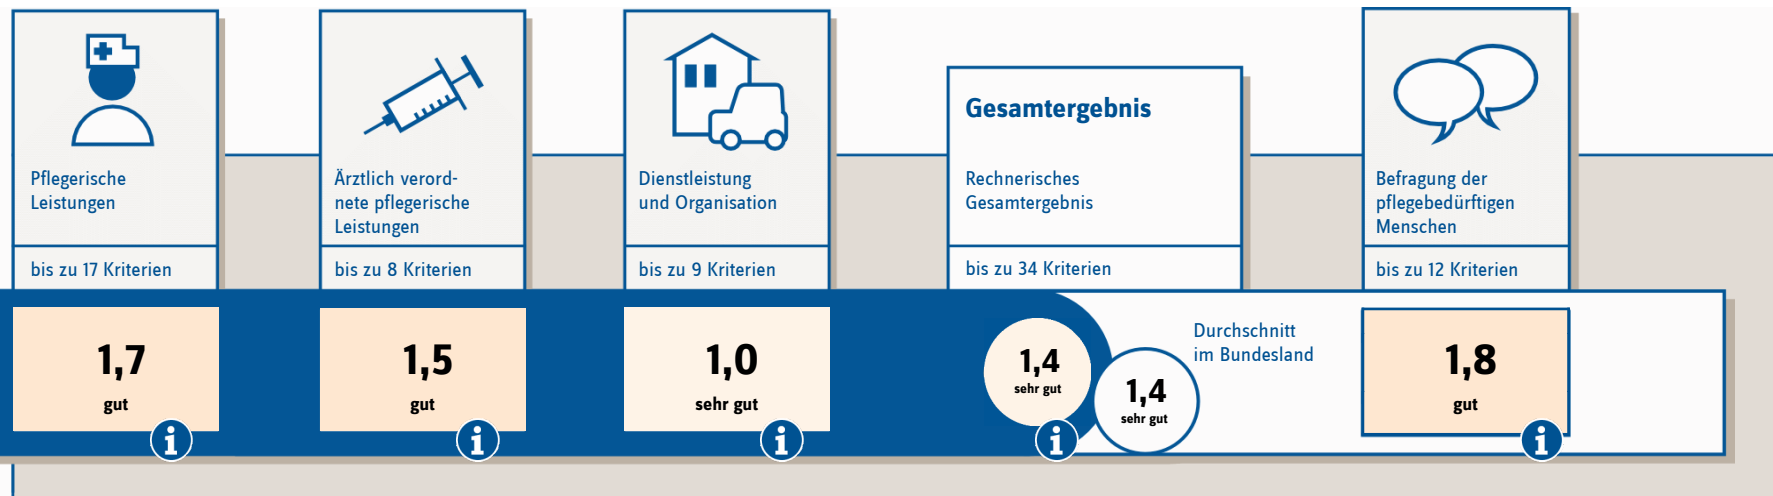 Pflegerische
Leistungen
bis zu 17 Kriterien
1,7
gut
i
Ärztlich verord-
nete pflegerische
Leistungen
bis zu 8 Kriterien
1,5
gut
i
Dienstleistung
und Organisation
bis zu 9 Kriterien
1,0
sehr gut
i
Gesamtergebnis
Rechnerisches
Gesamtergebnis
bis zu 34 Kriterien
1,4
sehr gut
i
Durchschnitt
im Bundesland
1,4
sehr gut
Befragung der
pflegebedürftigen
Menschen
bis zu 12 Kriterien
1,8
gut
i